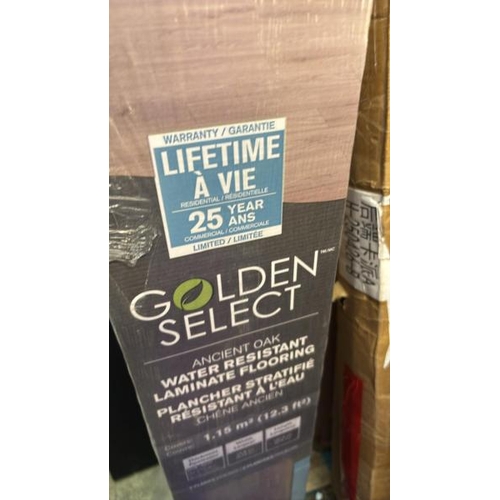 WARRANTY / GARANTIE
LIFETIME
À VIE
RESIDENTIAL / RÉSIDENTIELLE
25 YEAR
ANS
COMMERCIAL / COMMERCIALE
LIMITED / LIMITÉE
GOLDEN
SELECT
ANCIENT OAK
WATER RESISTANT
LAMINATE FLOORING
PLANCHER STRATIFIÉ
RÉSISTANT À L'EAU
CHÊNE ANCIEN
1.15 m² (12.3 ft²)